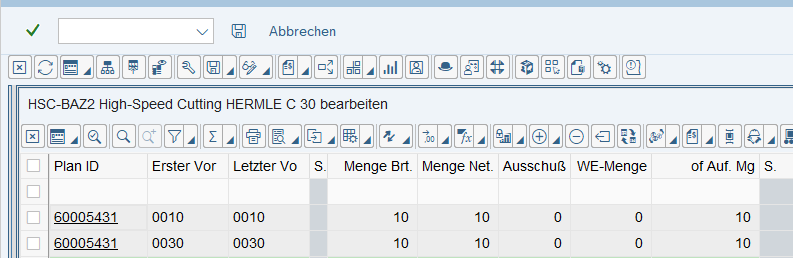 Abbrechen
HSC-BAZ2 High-Speed Cutting HERMLE C 30 bearbeiten
Plan ID Erster Vor Letzter Vo S. Menge Brt. Menge Net. Ausschuß WE-Menge of Auf. Mg S.
60005431 0010 0010 10 10 0 0 10
60005431 0030 0030 10 10 0 0 10